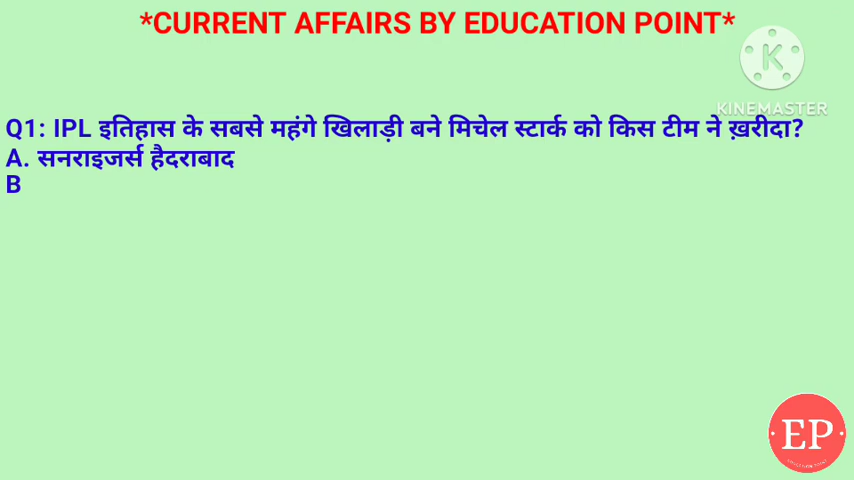 *CURRENT AFFAIRS BY EDUCATION POINT*
K
KINEMASTER
Q1: IPL इतिहास के सबसे महंगे खिलाड़ी बने मिचेल स्टार्क को किस टीम ने ख़रीदा?
A. सनराइजर्स हैदराबाद
B
EP